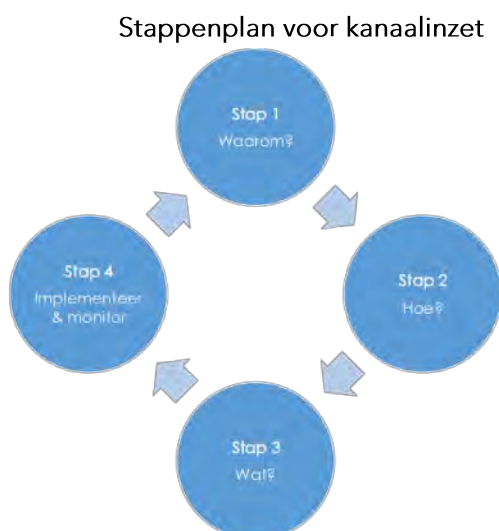 Stappenplan voor kanaalinzet
Stap 1
Waarom?
Stap 2
Hoe?
Stap 3
Wat?
Stap 4
Implementeer
& monitor